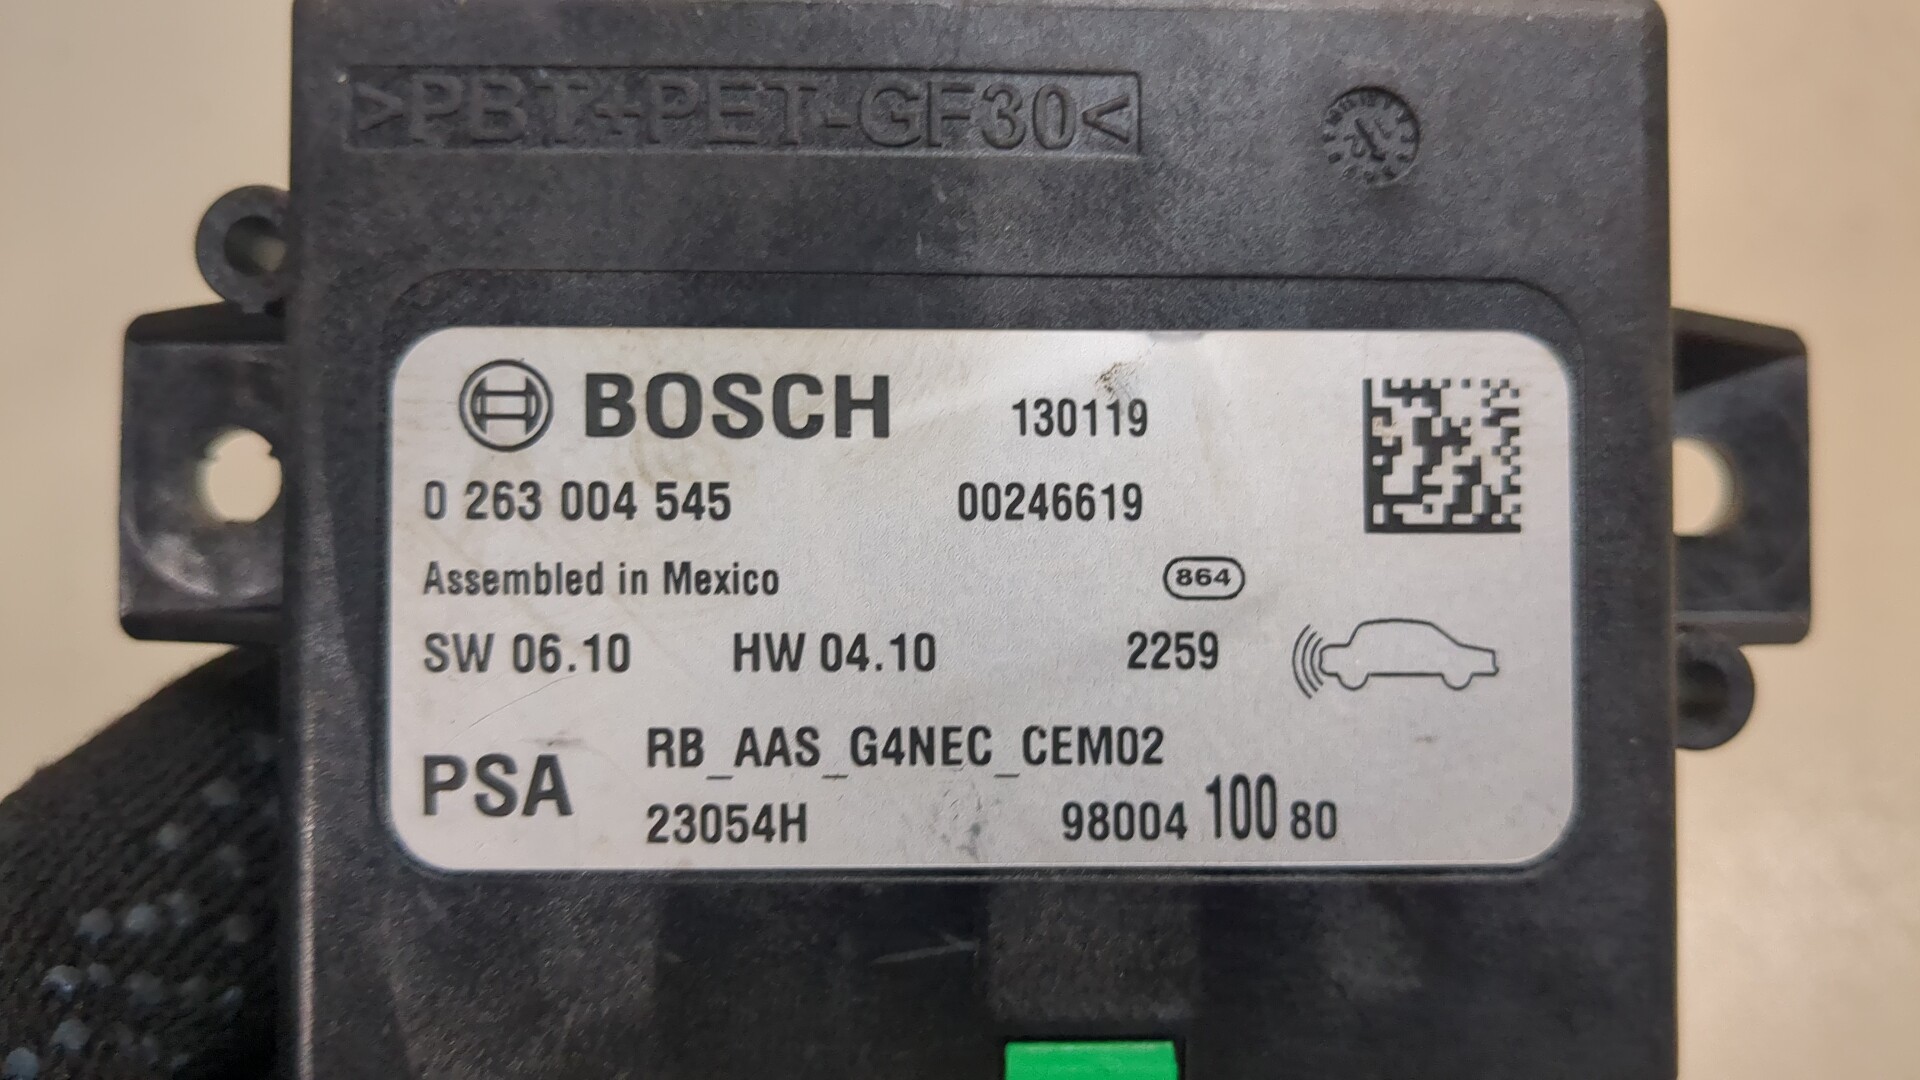 >PBT+PET-GF30<
BOSCH 130119
0 263 004 545 00246619
Assembled in Mexico 864
SW 06.10 HW 04.10 2259
PSA RB_AAS_G4NEC_CEM02
23054H 98004 100 80